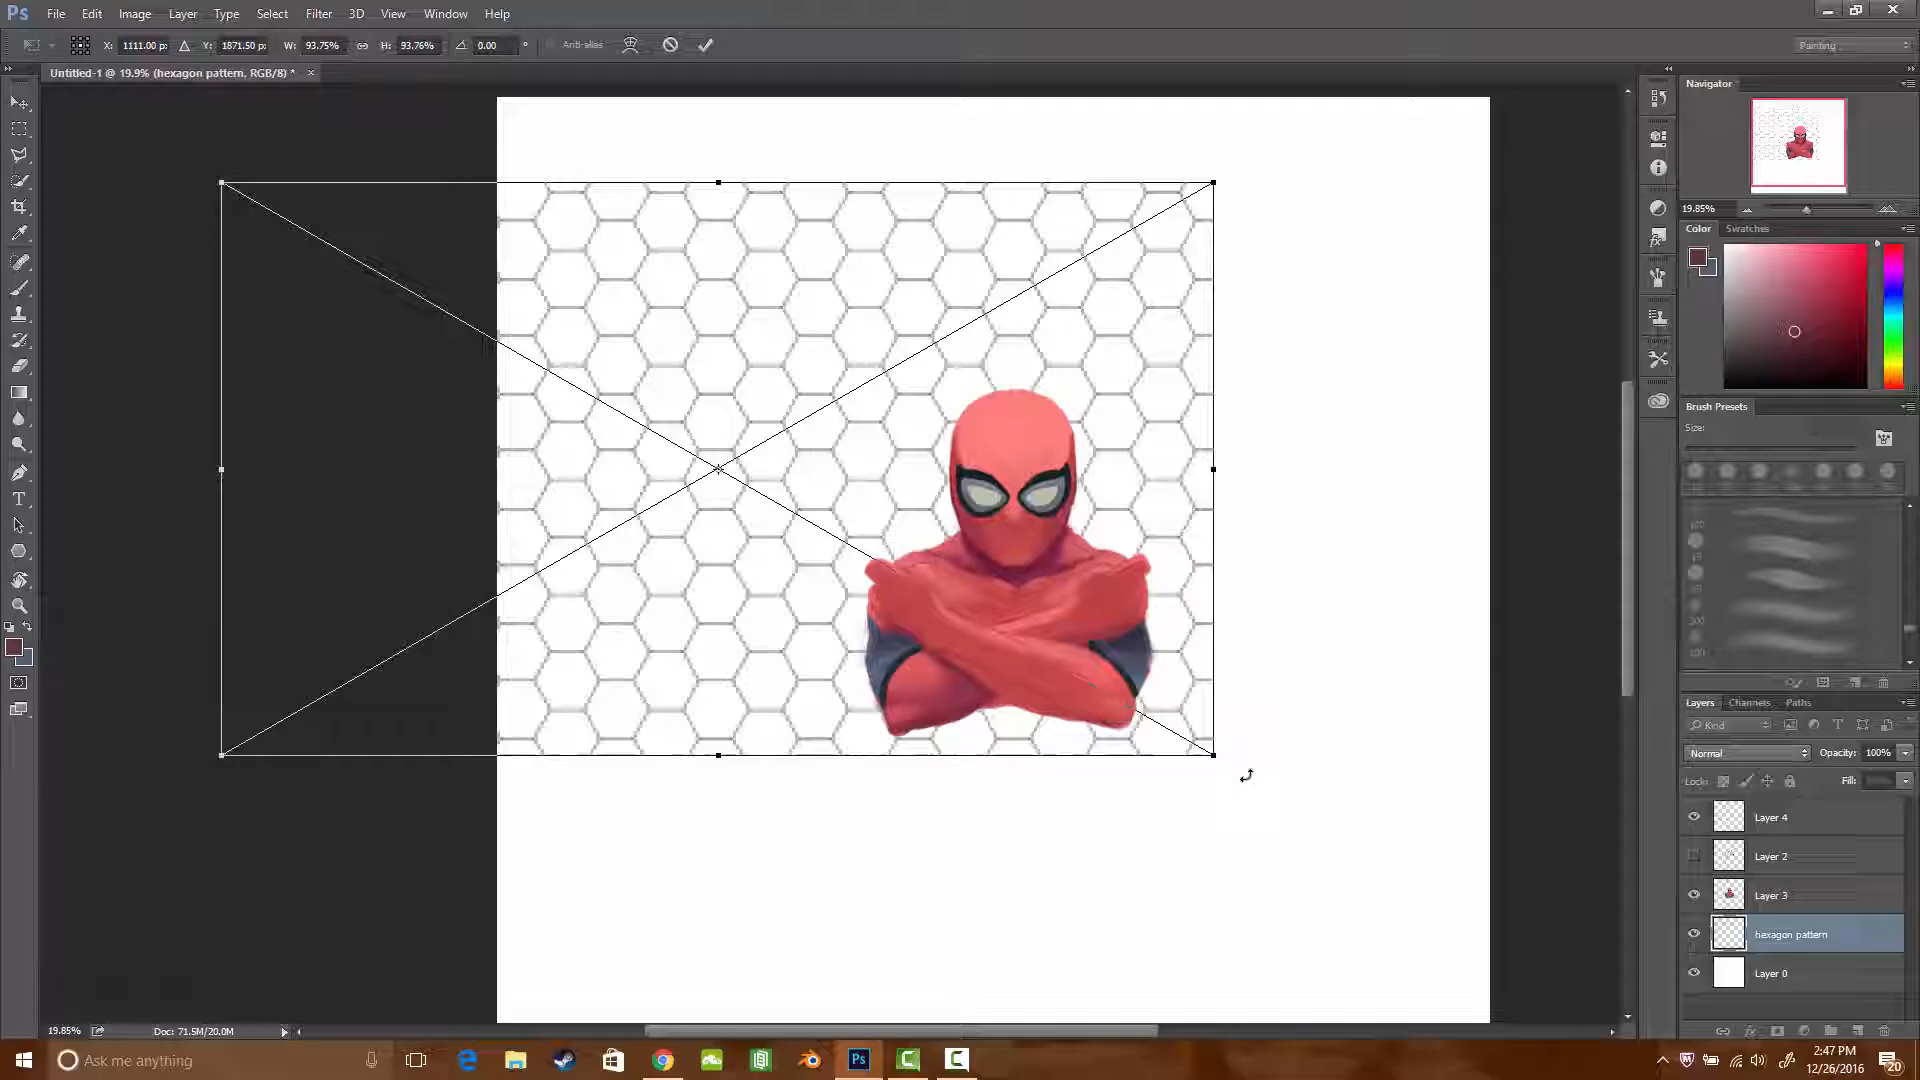 Ps File Edit Image Layer Type Select Filter 3D View Window Help
X: 1111.00 px Y: 1871.50 px W: 93.75% H: 93.76% 0.00 ° Anti-alias Painting
Untitled-1 @ 19.9% (hexagon pattern, RGB/8) * ×
Navigator
19.85%
Color Swatches
Brush Presets
Size:
Layers Channels Paths
Kind
Normal Opacity: 100%
Lock: Fill:
Layer 4
Layer 2
Layer 3
hexagon pattern
Layer 0
19.85% Doc: 71.5M/20.0M
Ask me anything
Ps
2:47 PM
12/26/2016
20